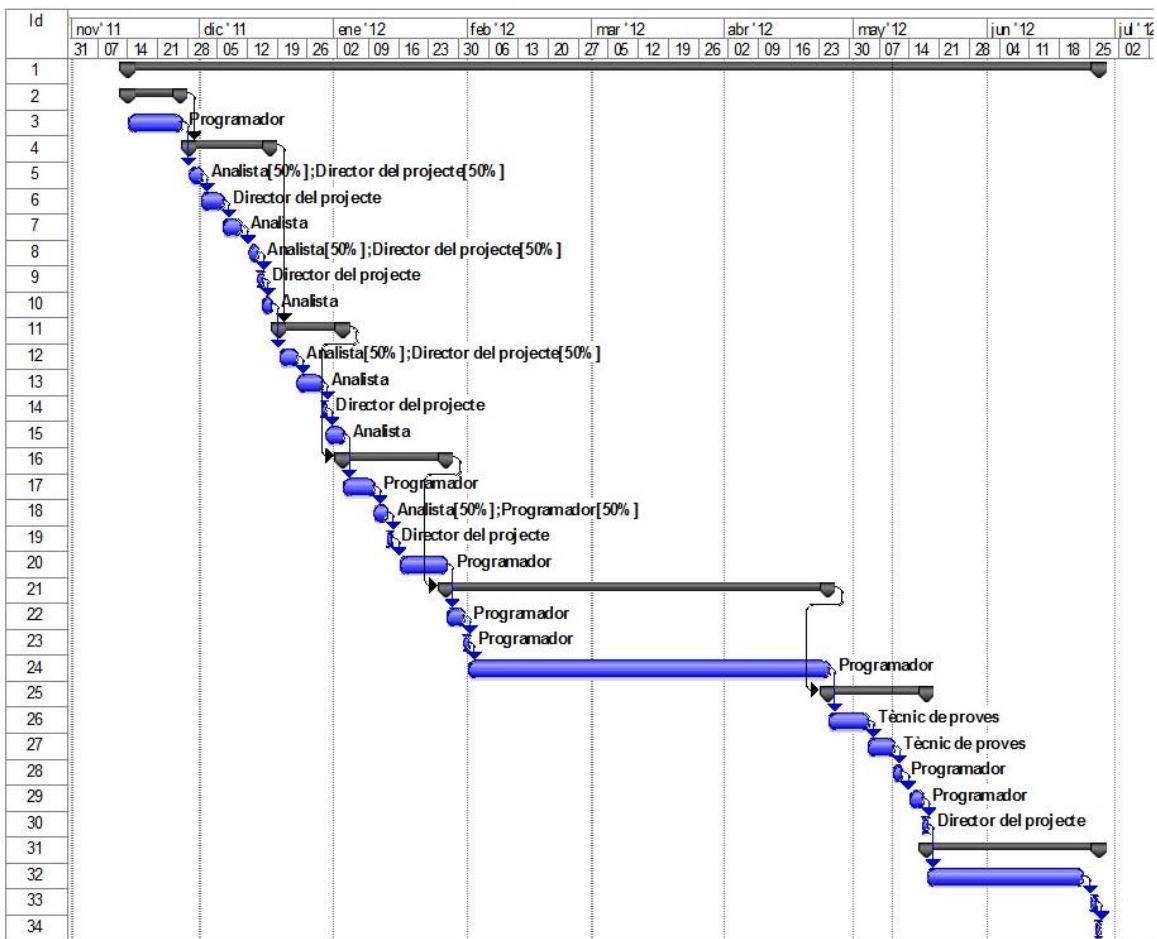 Id
nov'11 dic '11 ene '12 feb '12 mar '12 abr '12 may'12 jun '12 jul '12
31 07 14 21 28 05 12 19 26 02 09 16 23 30 06 13 20 27 05 12 19 26 02 09 16 23 30 07 14 21 28 04 11 18 25 02
1
2
3 Programador
4
5 Analista[50%];Director del projecte[50%]
6 Director del projecte
7 Analista
8 Analista[50%];Director del projecte[50%]
9 Director del projecte
10 Analista
11
12 Analista[50%];Director del projecte[50%]
13 Analista
14 Director del projecte
15 Analista
16
17 Programador
18 Analista[50%];Programador[50%]
19 Director del projecte
20 Programador
21
22 Programador
23 Programador
24 Programador
25
26 Tècnic de proves
27 Tècnic de proves
28 Programador
29 Programador
30 Director del projecte
31
32
33
34